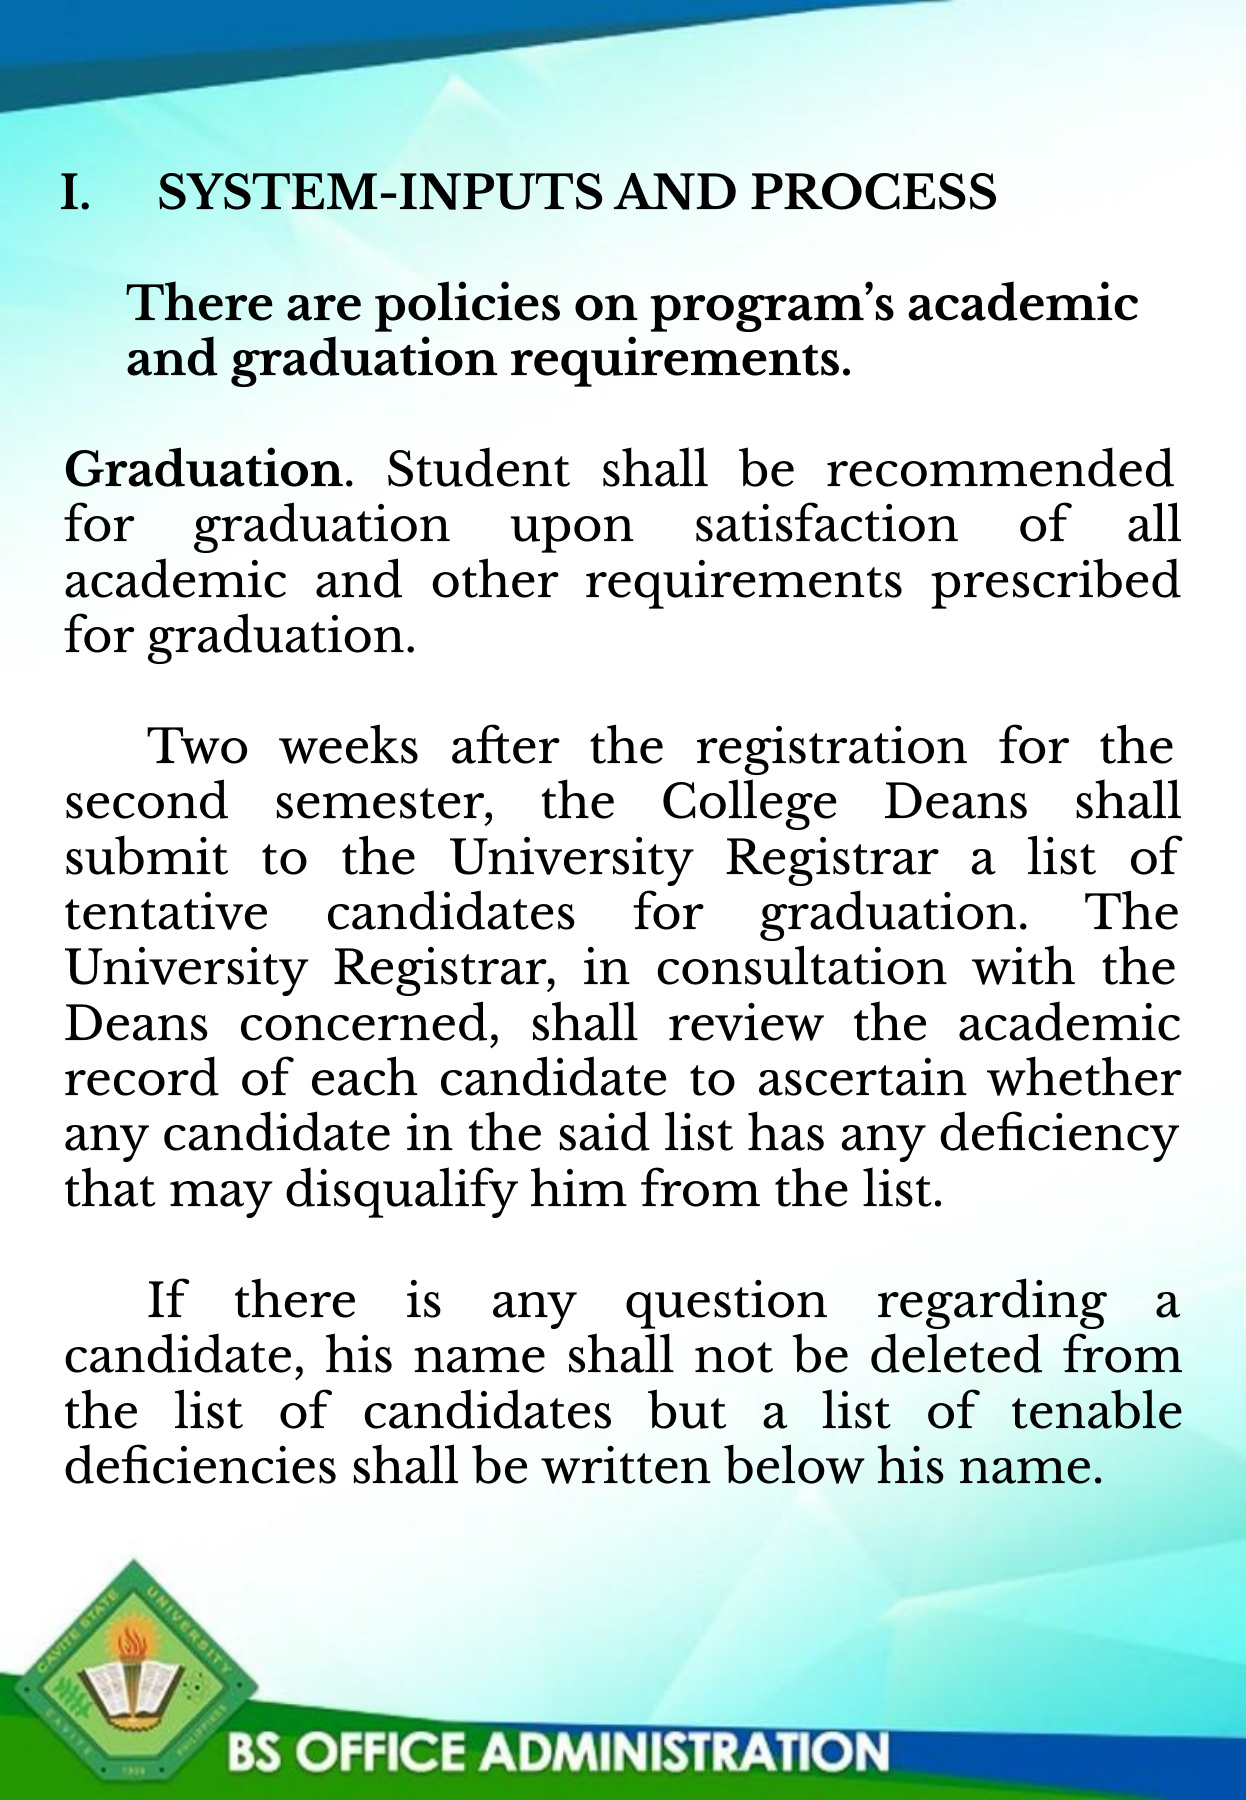 I. SYSTEM-INPUTS AND PROCESS
There are policies on program’s academic
and graduation requirements.
Graduation. Student shall be recommended
for graduation upon satisfaction of all
academic and other requirements prescribed
for graduation.
Two weeks after the registration for the
second semester, the College Deans shall
submit to the University Registrar a list of
tentative candidates for graduation. The
University Registrar, in consultation with the
Deans concerned, shall review the academic
record of each candidate to ascertain whether
any candidate in the said list has any deficiency
that may disqualify him from the list.
If there is any question regarding a
candidate, his name shall not be deleted from
the list of candidates but a list of tenable
deficiencies shall be written below his name.
CAVITE STATE UNIVERSITY
CAVITE PHILIPPINES
1906
BS OFFICE ADMINISTRATION